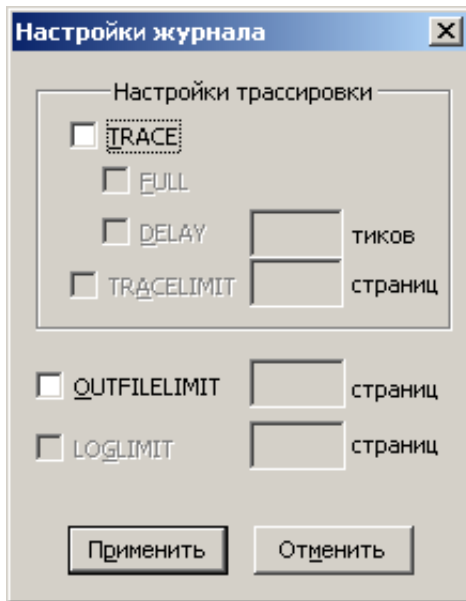 Настройки журнала
Настройки трассировки
TRACE
FULL
DELAY тиков
TRACELIMIT страниц
OUTFILELIMIT страниц
LOGLIMIT страниц
Применить Отменить